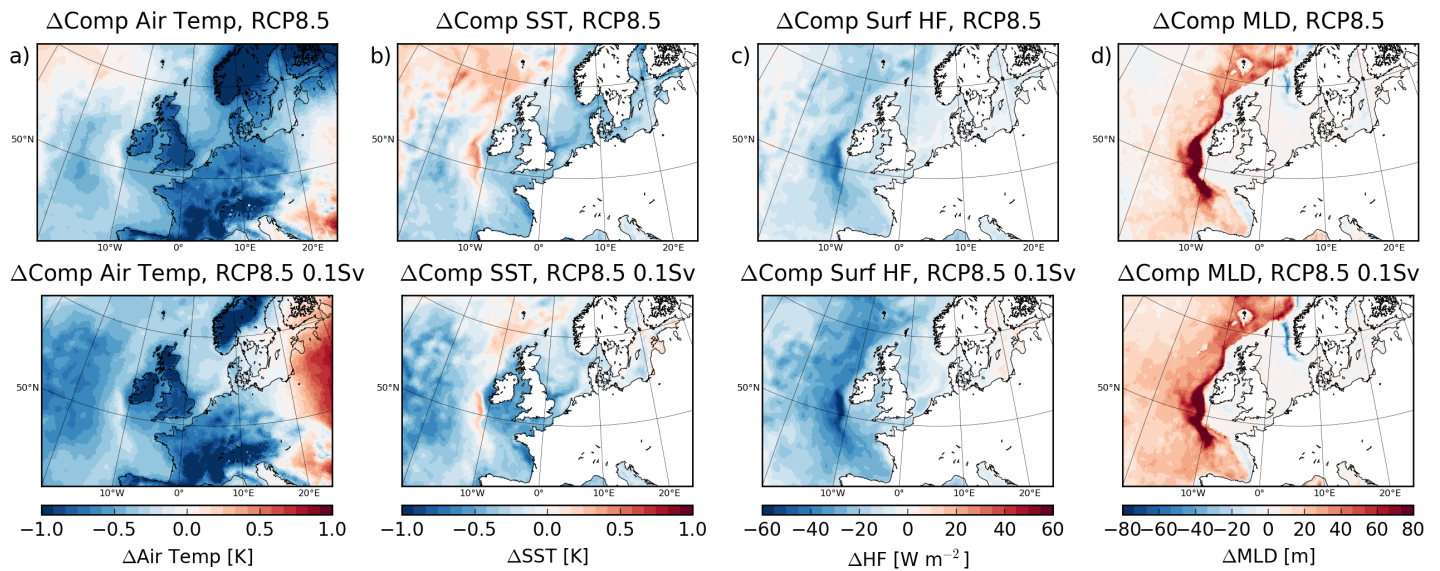 ΔComp Air Temp, RCP8.5
ΔComp SST, RCP8.5
ΔComp Surf HF, RCP8.5
ΔComp MLD, RCP8.5
a)
b)
c)
d)
50°N
50°N
50°N
50°N
10°W 0° 10°E 20°E
10°W 0° 10°E 20°E
10°W 0° 10°E 20°E
10°W 0° 10°E 20°E
ΔComp Air Temp, RCP8.5 0.1Sv
ΔComp SST, RCP8.5 0.1Sv
ΔComp Surf HF, RCP8.5 0.1Sv
ΔComp MLD, RCP8.5 0.1Sv
50°N
50°N
50°N
50°N
10°W 0° 10°E 20°E
10°W 0° 10°E 20°E
10°W 0° 10°E 20°E
10°W 0° 10°E 20°E
−1.0 −0.5 0.0 0.5 1.0
−1.0 −0.5 0.0 0.5 1.0
−60 −40 −20 0 20 40 60
−80 −60 −40 −20 0 20 40 60 80
ΔAir Temp [K]
ΔSST [K]
ΔHF [W m⁻²]
ΔMLD [m]